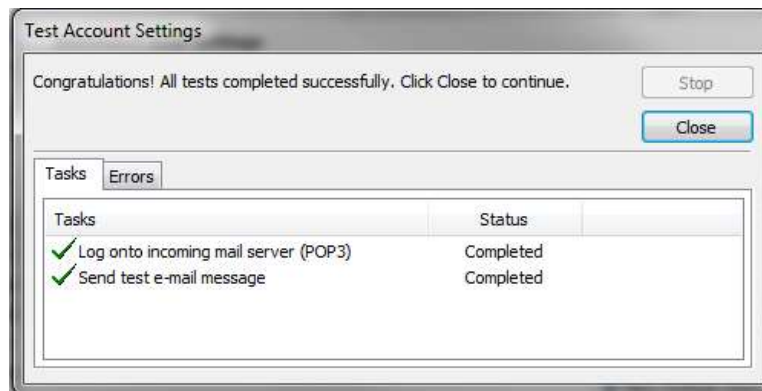 Test Account Settings
Congratulations! All tests completed successfully. Click Close to continue.
Stop
Close
Tasks
Errors
Tasks Status
Log onto incoming mail server (POP3) Completed
Send test e-mail message Completed